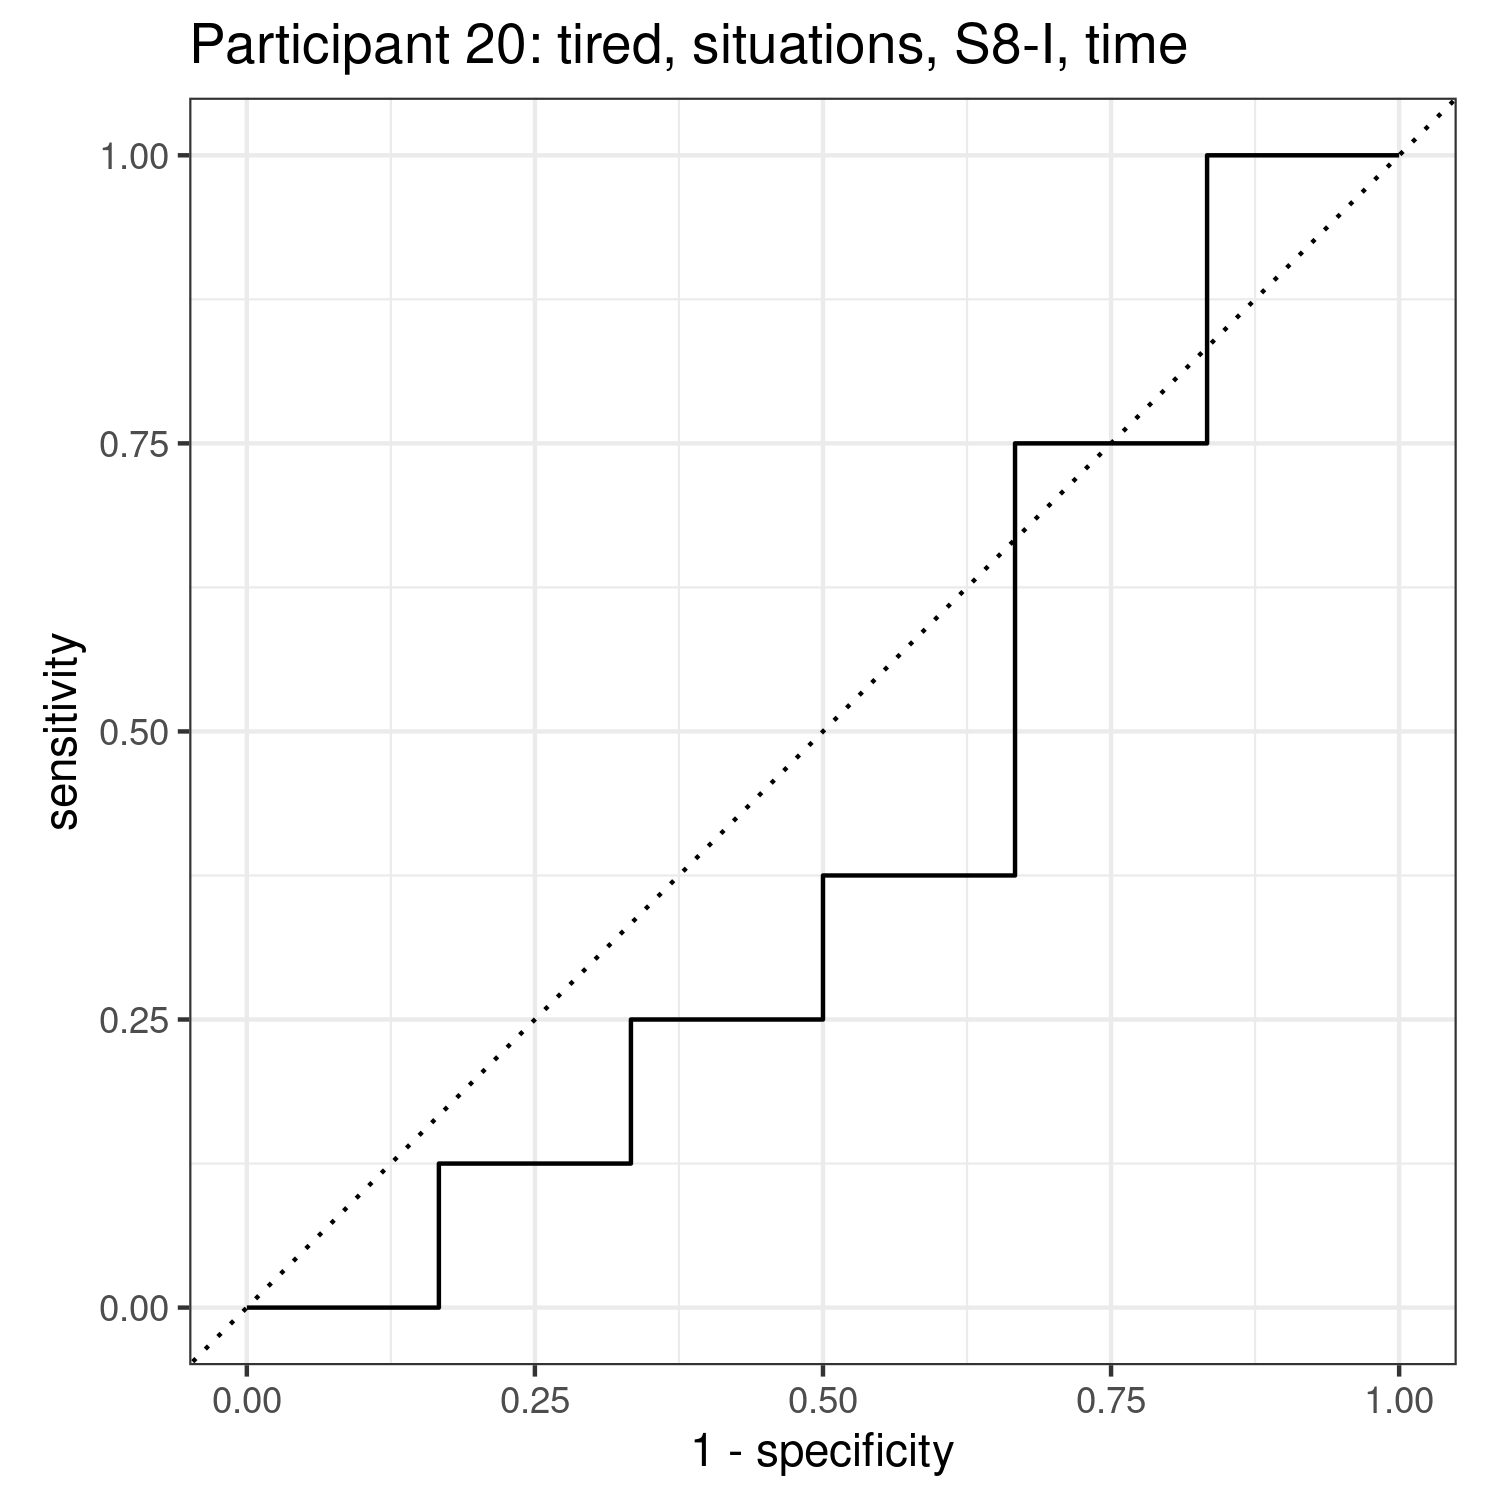 Participant 20: tired, situations, S8-I, time
1.00
0.75
0.50
0.25
0.00
sensitivity
0.00 0.25 0.50 0.75 1.00
1 - specificity